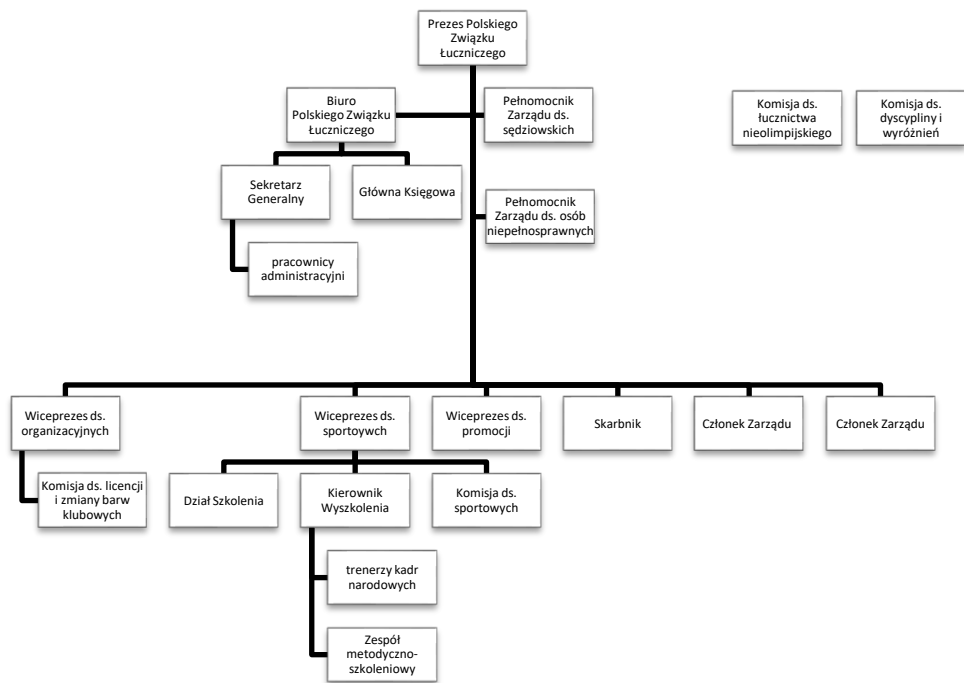 Prezes Polskiego
Związku
Łuczniczego
Biuro
Polskiego Związku
Łuczniczego
Pełnomocnik
Zarządu ds.
sędziowskich
Komisja ds.
łucznictwa
nieolimpijskiego
Komisja ds.
dyscypliny i
wyróżnień
Sekretarz
Generalny
Główna Księgowa
Pełnomocnik
Zarządu ds. osób
niepełnosprawnych
pracownicy
administracyjni
Wiceprezes ds.
organizacyjnych
Wiceprezes ds.
sportoywch
Wiceprezes ds.
promocji
Skarbnik
Członek Zarządu
Członek Zarządu
Komisja ds. licencji
i zmiany barw
klubowych
Dział Szkolenia
Kierownik
Wyszkolenia
Komisja ds.
sportowych
trenerzy kadr
narodowych
Zespół
metodyczno-
szkoleniowy